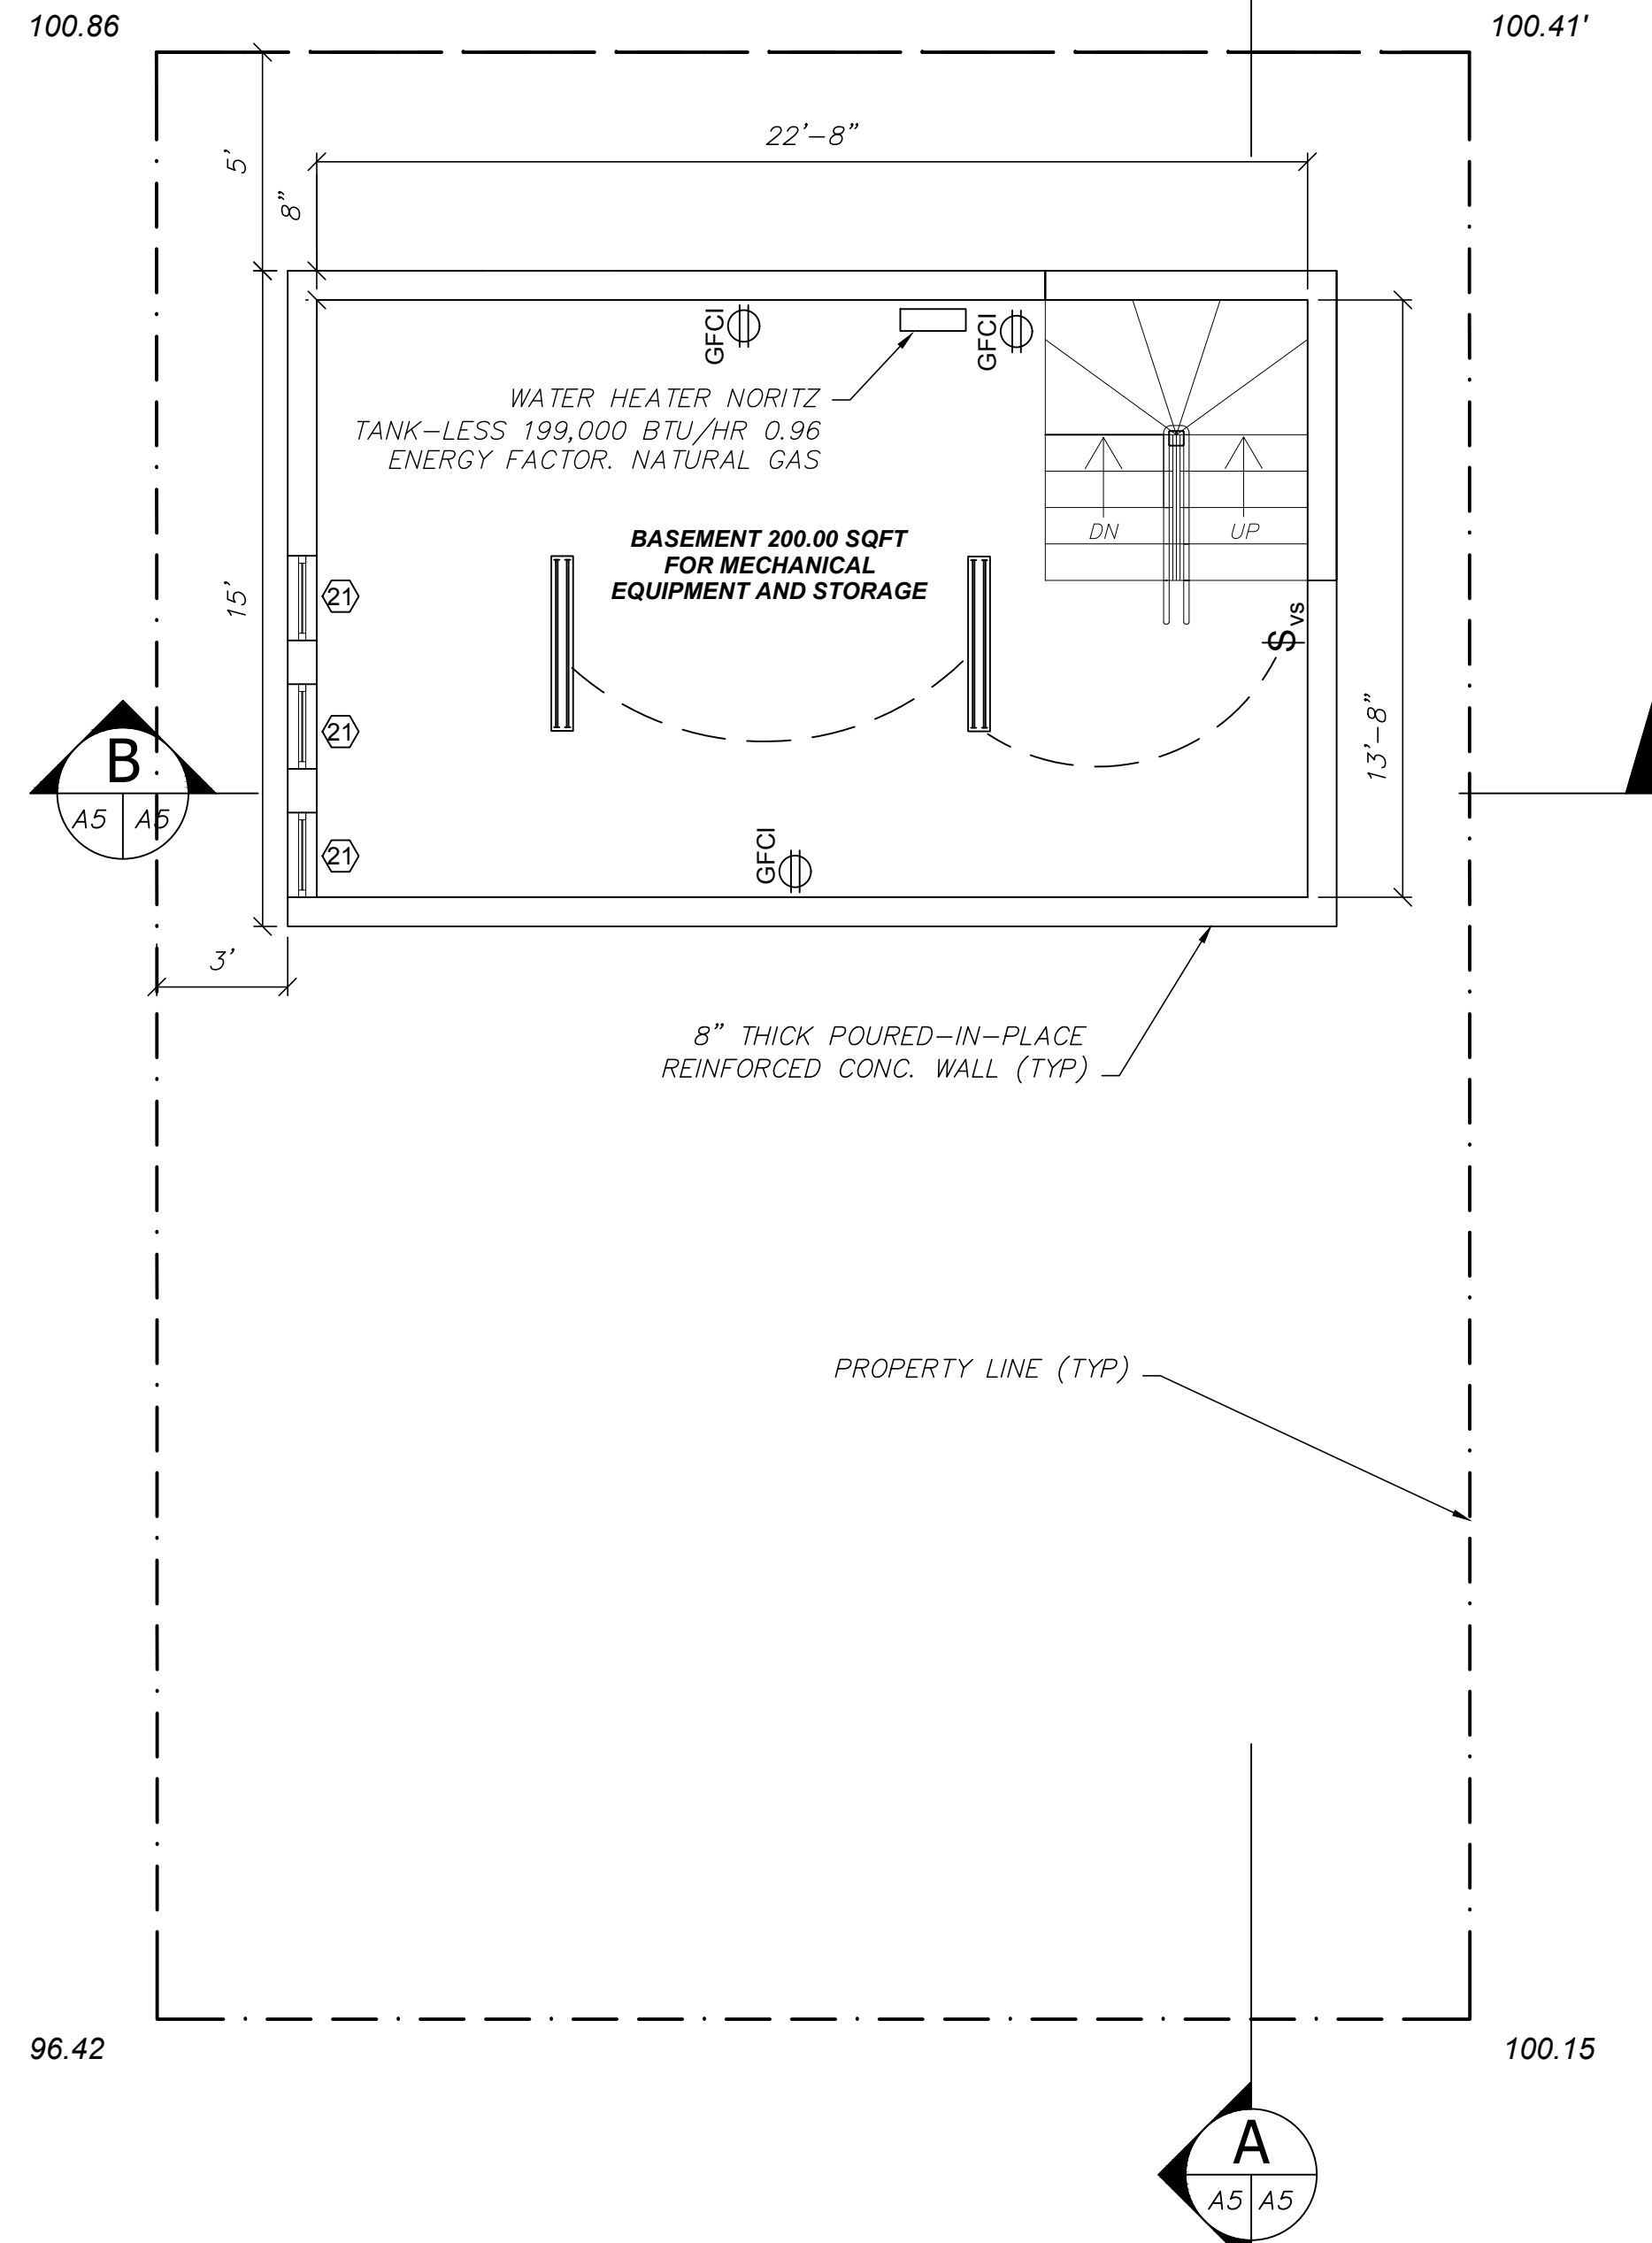 100.86
100.41'
22'-8"
5'
8"
GFCI
GFCI
WATER HEATER NORITZ
TANK-LESS 199,000 BTU/HR 0.96
ENERGY FACTOR. NATURAL GAS
DN
UP
BASEMENT 200.00 SQFT
FOR MECHANICAL
EQUIPMENT AND STORAGE
15'
21
$ VS
21
13'-8"
B
A5 A5
21
GFCI
3'
8" THICK POURED-IN-PLACE
REINFORCED CONC. WALL (TYP)
PROPERTY LINE (TYP)
96.42
100.15
A
A5 A5